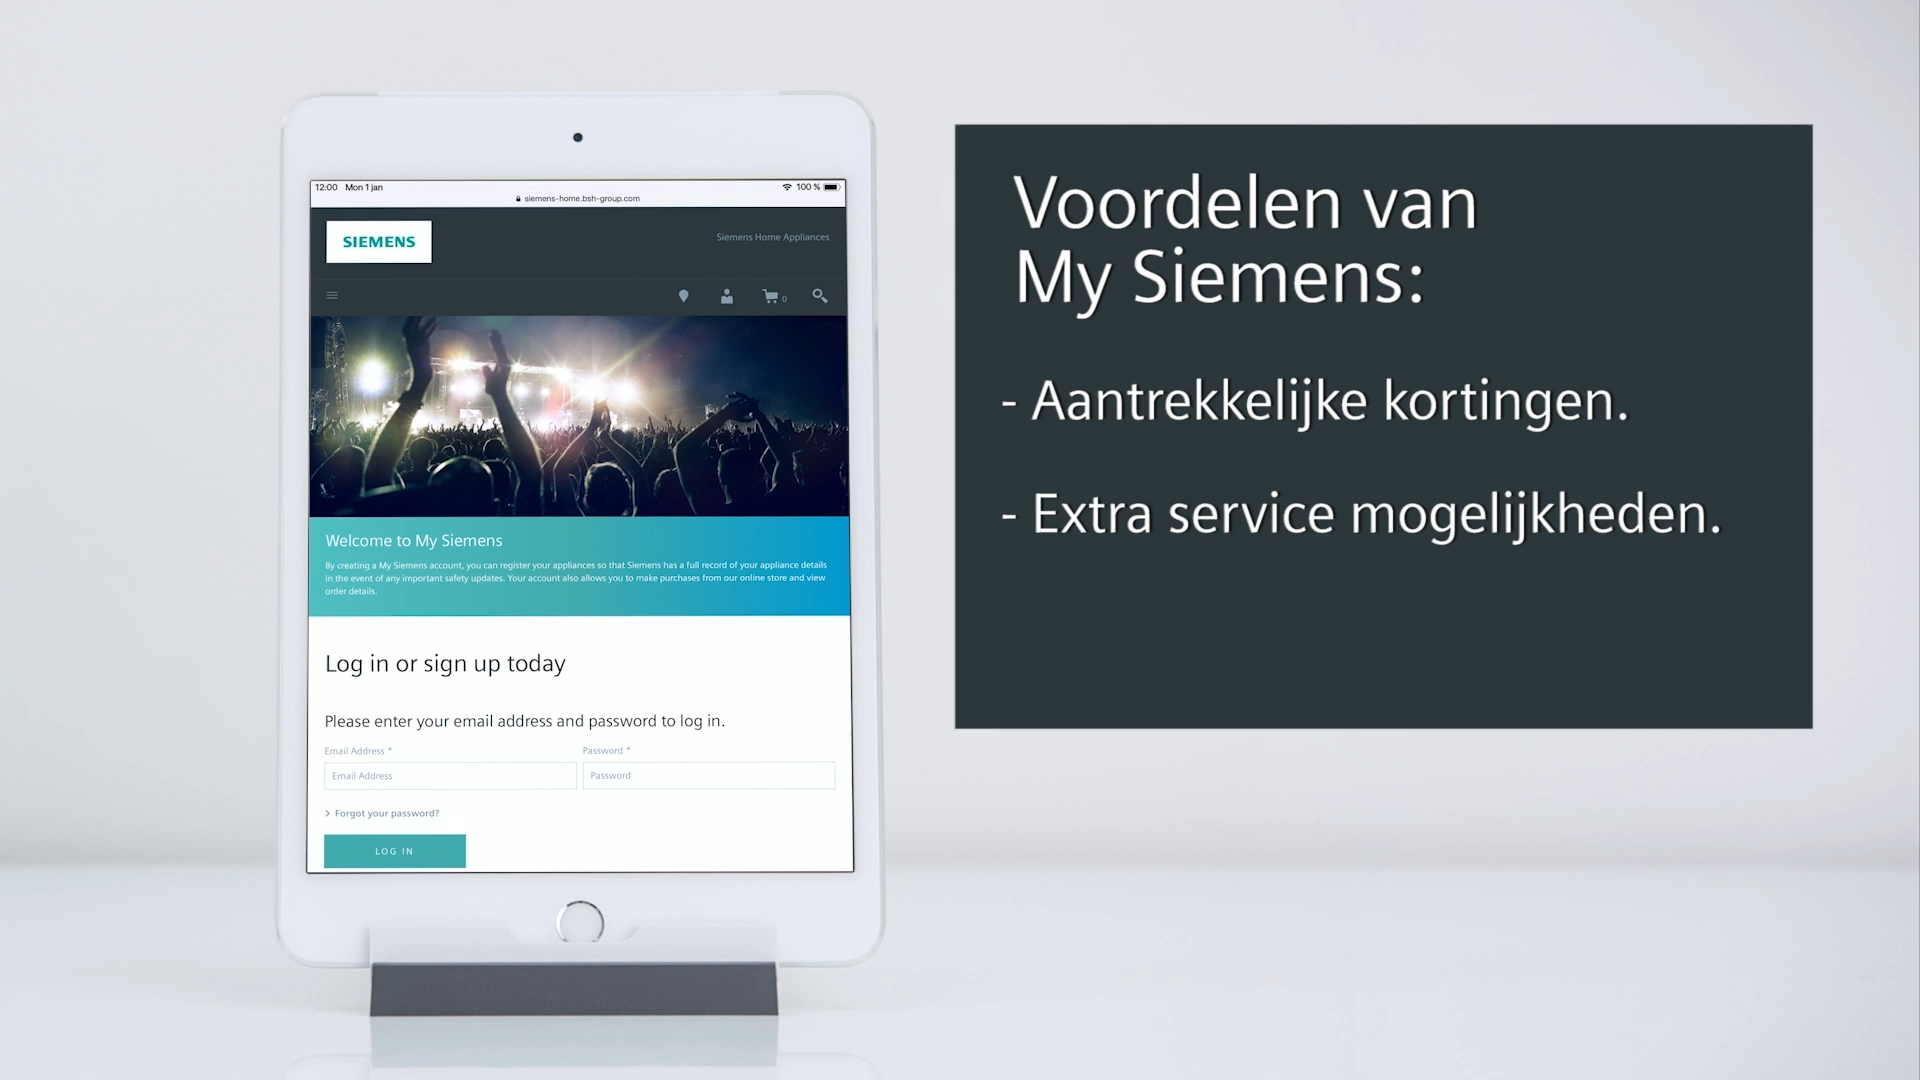 12:00 Mon 1 jan
100 %
siemens-home.bsh-group.com
SIEMENS
Siemens Home Appliances
0
Welcome to My Siemens
By creating a My Siemens account, you can register your appliances so that Siemens has a full record of your appliance details
in the event of any important safety updates. Your account also allows you to make purchases from our online store and view
order details.
Log in or sign up today
Please enter your email address and password to log in.
Email Address *
Password *
Email Address
Password
Forgot your password?
LOG IN
Voordelen van
My Siemens:
- Aantrekkelijke kortingen.
- Extra service mogelijkheden.